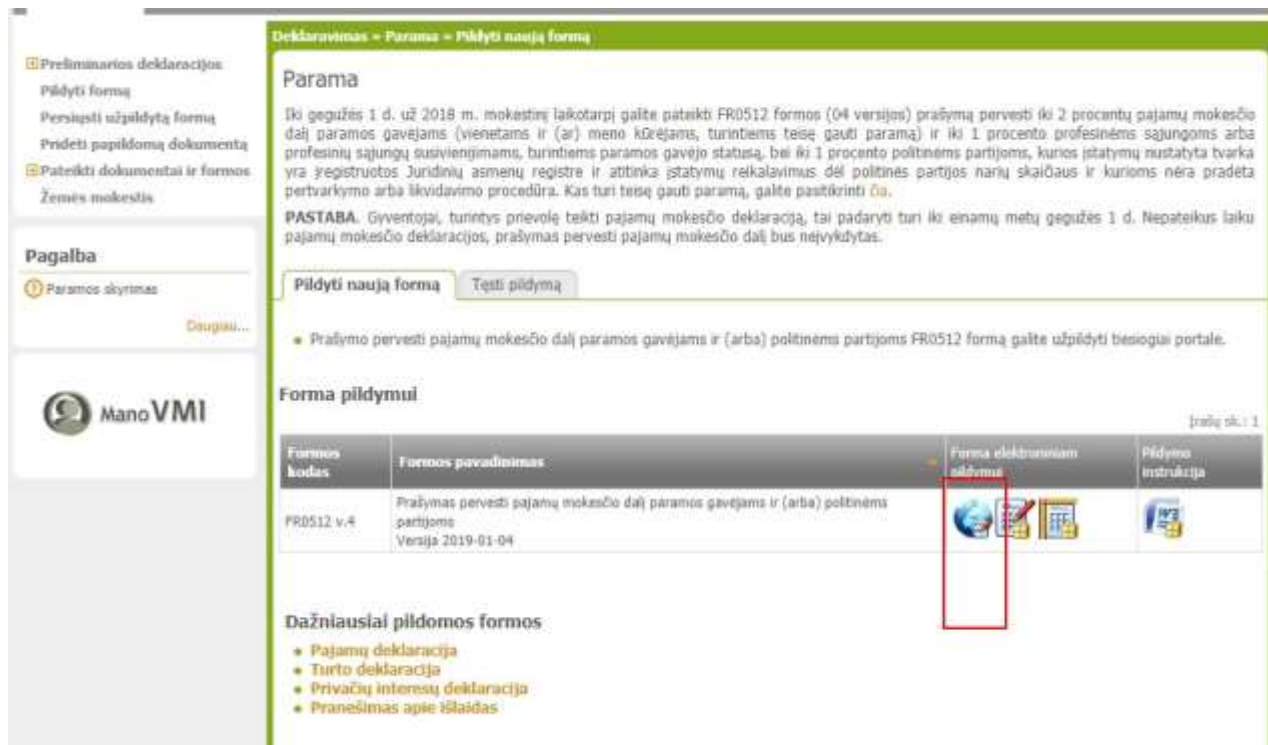 Deklaravimas » Parama » Pildyti naują formą
Preliminarios deklaracijos
Pildyti formą
Persiųsti užpildytą formą
Pridėti papildomą dokumentą
Pateikti dokumentai ir formos
Žemės mokestis
Pagalba
Paramos skyrimas
Daugiau...
Mano VMI
Parama
Iki gegužės 1 d. už 2018 m. mokestinį laikotarpį galite pateikti FR0512 formos (04 versijos) prašymą pervesti iki 2 procentų pajamų mokesčio
dalį paramos gavėjams (vienetams ir (ar) meno kūrėjams, turintiems teisę gauti paramą) ir iki 1 procento profesinėms sąjungoms arba
profesinių sąjungų susivienijimams, turintiems paramos gavėjo statusą, bei iki 1 procento politinėms partijoms, kurios įstatymų nustatyta tvarka
yra įregistruotos Juridinių asmenų registre ir atitinka įstatymų reikalavimus dėl politinės partijos narių skaičiaus ir kurioms nėra pradėta
pertvarkymo arba likvidavimo procedūra. Kas turi teisę gauti paramą, galite pasitikrinti čia.
PASTABA. Gyventojai, turintys prievolę teikti pajamų mokesčio deklaraciją, tai padaryti turi iki einamų metų gegužės 1 d. Nepateikus laiku
pajamų mokesčio deklaracijos, prašymas pervesti pajamų mokesčio dalį bus neįvykdytas.
Pildyti naują formą
Tęsti pildymą
Prašymo pervesti pajamų mokesčio dalį paramos gavėjams ir (arba) politinėms partijoms FR0512 formą galite užpildyti tiesiogiai portale.
Forma pildymui
Įrašų sk.: 1
Formos kodas
Formos pavadinimas
Forma elektroniniam pildymui
Pildymo instrukcija
FR0512 v.4
Prašymas pervesti pajamų mokesčio dalį paramos gavėjams ir (arba) politinėms
partijoms
Versija 2019-01-04
Dažniausiai pildomos formos
Pajamų deklaracija
Turto deklaracija
Privačių interesų deklaracija
Pranešimas apie išlaidas